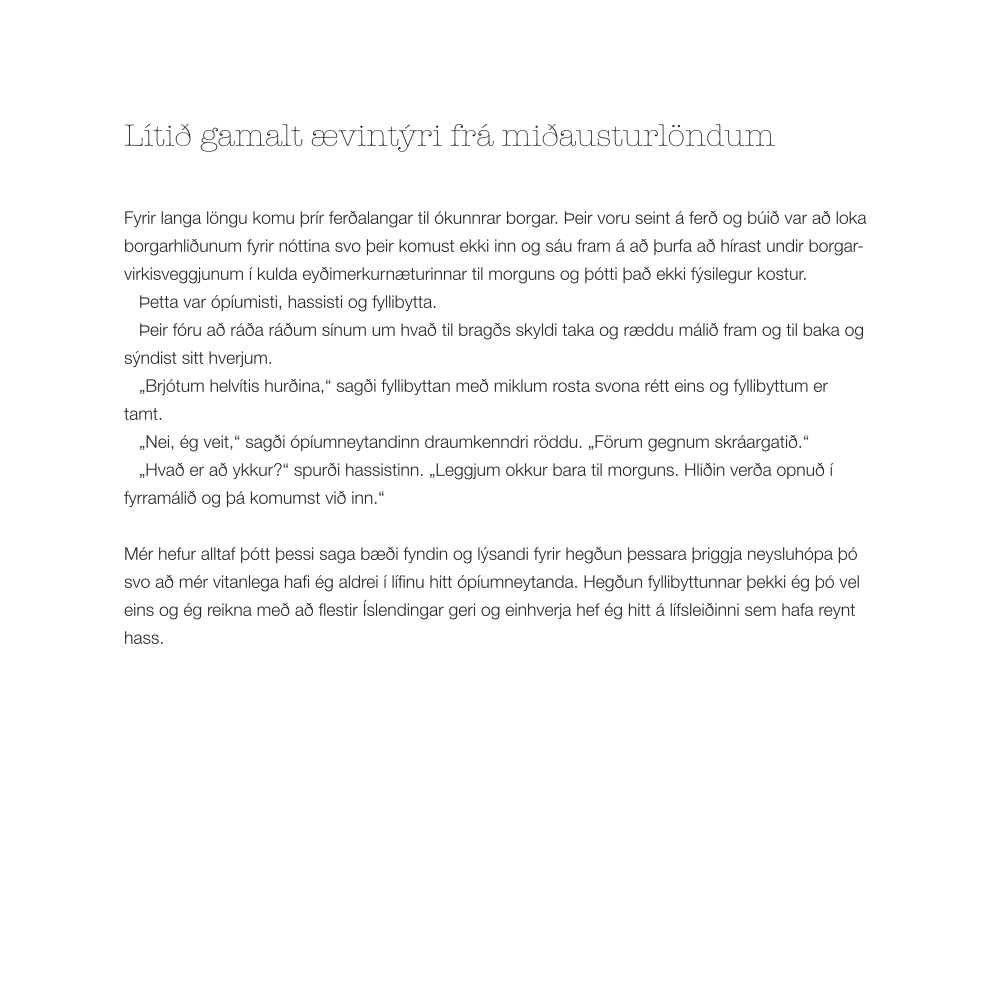 Lítið gamalt ævintýri frá miðausturlöndum
Fyrir langa löngu komu þrír ferðalangar til ókunnrar borgar. Þeir voru seint á ferð og búið var að loka
borgarhliðunum fyrir nóttina svo þeir komust ekki inn og sáu fram á að þurfa að hírast undir borgar-
virkisveggjunum í kulda eyðimerkurnæturinnar til morguns og þótti það ekki fýsilegur kostur.
Þetta var ópíumisti, hassisti og fyllibytta.
Þeir fóru að ráða ráðum sínum um hvað til bragðs skyldi taka og ræddu málið fram og til baka og
sýndist sitt hverjum.
„Brjótum helvítis hurðina,“ sagði fyllibyttan með miklum rosta svona rétt eins og fyllibyttum er
tamt.
„Nei, ég veit,“ sagði ópíumneytandinn draumkenndri röddu. „Förum gegnum skráargatið.“
„Hvað er að ykkur?“ spurði hassistinn. „Leggjum okkur bara til morguns. Hliðin verða opnuð í
fyrramálið og þá komumst við inn.“
Mér hefur alltaf þótt þessi saga bæði fyndin og lýsandi fyrir hegðun þessara þriggja neysluhópa þó
svo að mér vitanlega hafi ég aldrei í lífinu hitt ópíumneytanda. Hegðun fyllibyttunnar þekki ég þó vel
eins og ég reikna með að flestir Íslendingar geri og einhverja hef ég hitt á lífsleiðinni sem hafa reynt
hass.